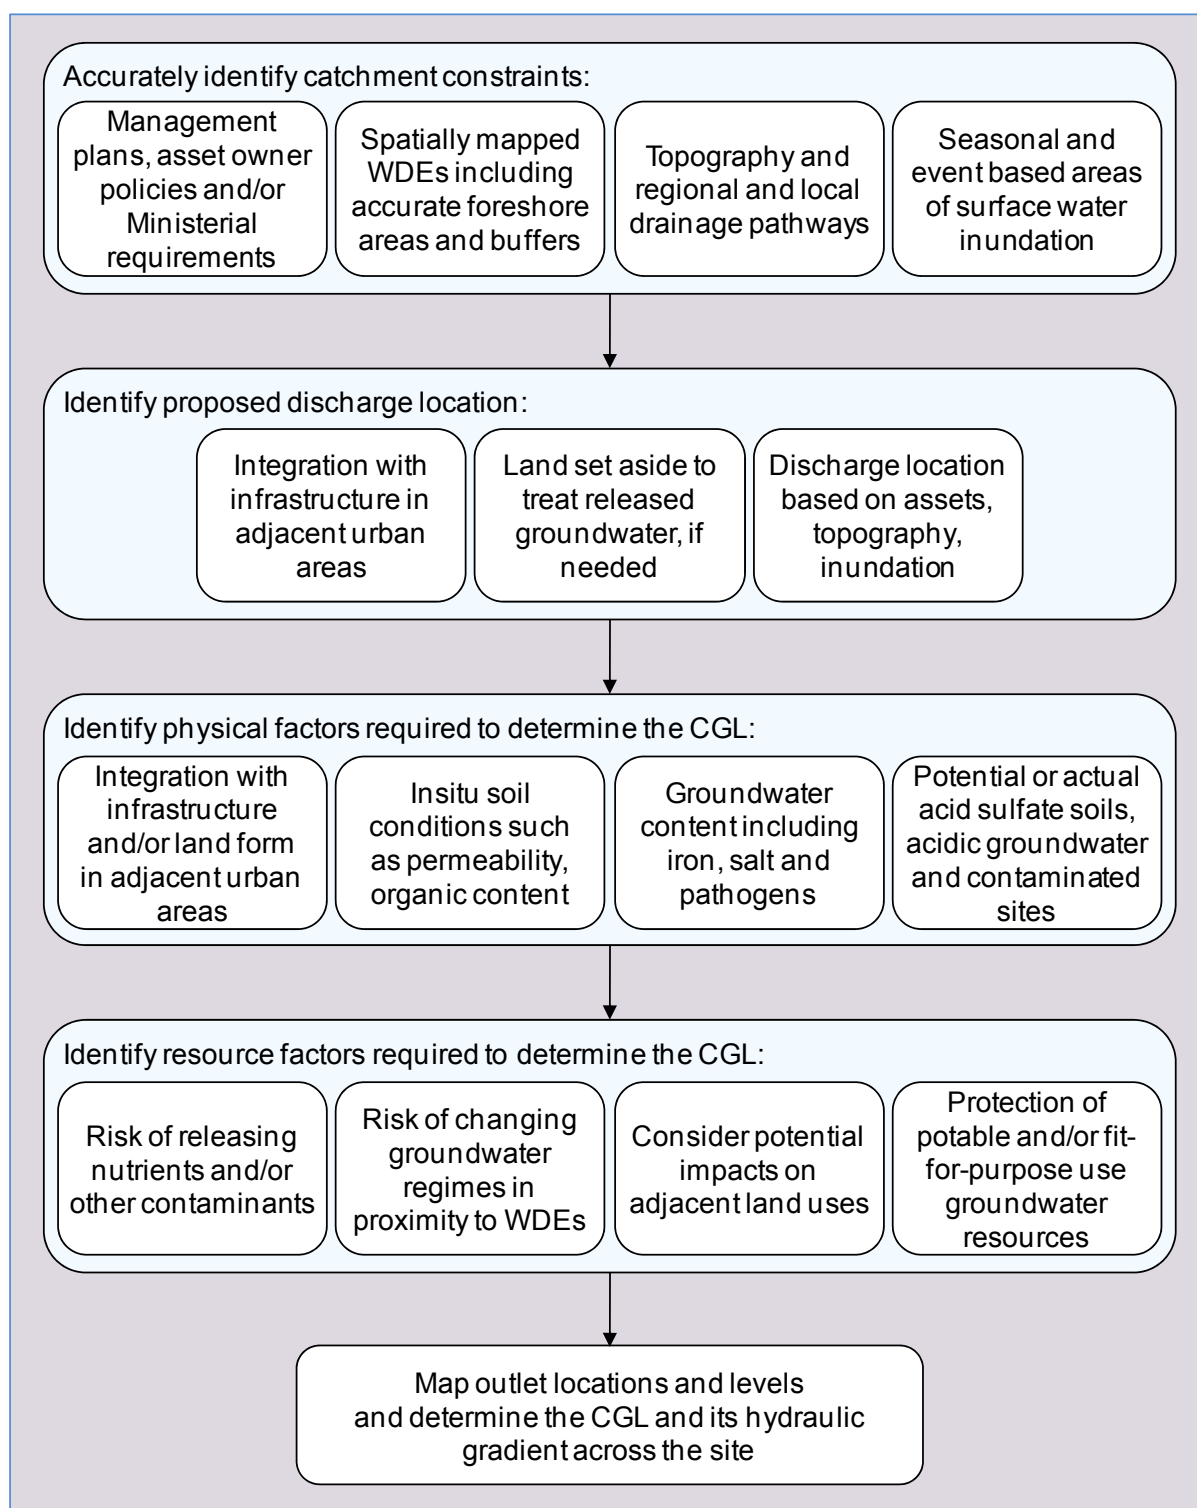 Accurately identify catchment constraints:
Management
plans, asset owner
policies and/or
Ministerial
requirements
Spatially mapped
WDEs including
accurate foreshore
areas and buffers
Topography and
regional and local
drainage pathways
Seasonal and
event based areas
of surface water
inundation
Identify proposed discharge location:
Integration with
infrastructure in
adjacent urban
areas
Land set aside to
treat released
groundwater, if
needed
Discharge location
based on assets,
topography,
inundation
Identify physical factors required to determine the CGL:
Integration with
infrastructure
and/or land form
in adjacent urban
areas
Insitu soil
conditions such
as permeability,
organic content
Groundwater
content including
iron, salt and
pathogens
Potential or actual
acid sulfate soils,
acidic groundwater
and contaminated
sites
Identify resource factors required to determine the CGL:
Risk of releasing
nutrients and/or
other contaminants
Risk of changing
groundwater
regimes in
proximity to WDEs
Consider potential
impacts on
adjacent land uses
Protection of
potable and/or fit-
for-purpose use
groundwater
resources
Map outlet locations and levels
and determine the CGL and its hydraulic
gradient across the site